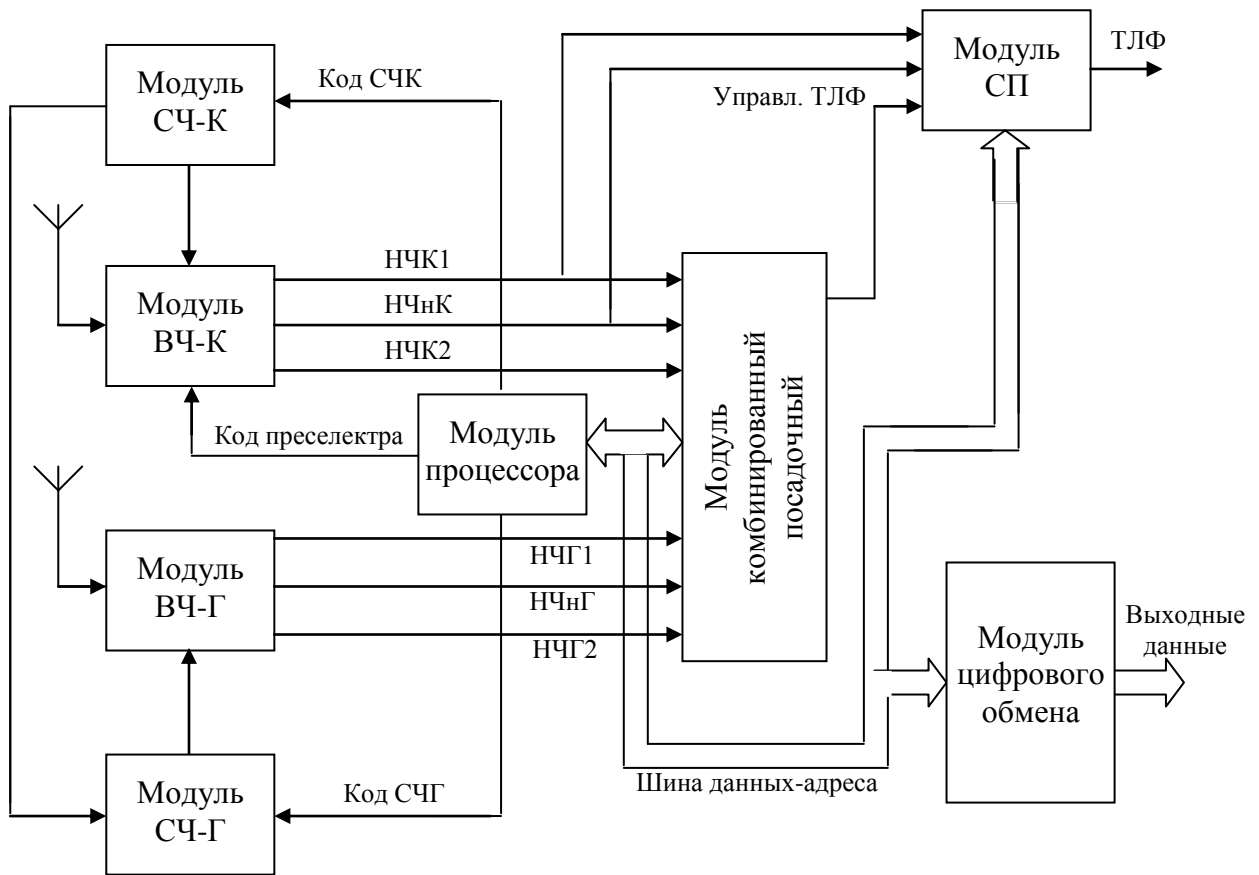 Модуль
СЧ-К
Код СЧК
Модуль
СП
ТЛФ
Управл. ТЛФ
Модуль
ВЧ-К
НЧК1
НЧнК
НЧК2
Код преселектра
Модуль
процессора
Модуль
комбинированный
посадочный
Модуль
ВЧ-Г
НЧГ1
НЧнГ
НЧГ2
Модуль
цифрового
обмена
Выходные
данные
Модуль
СЧ-Г
Код СЧГ
Шина данных-адреса